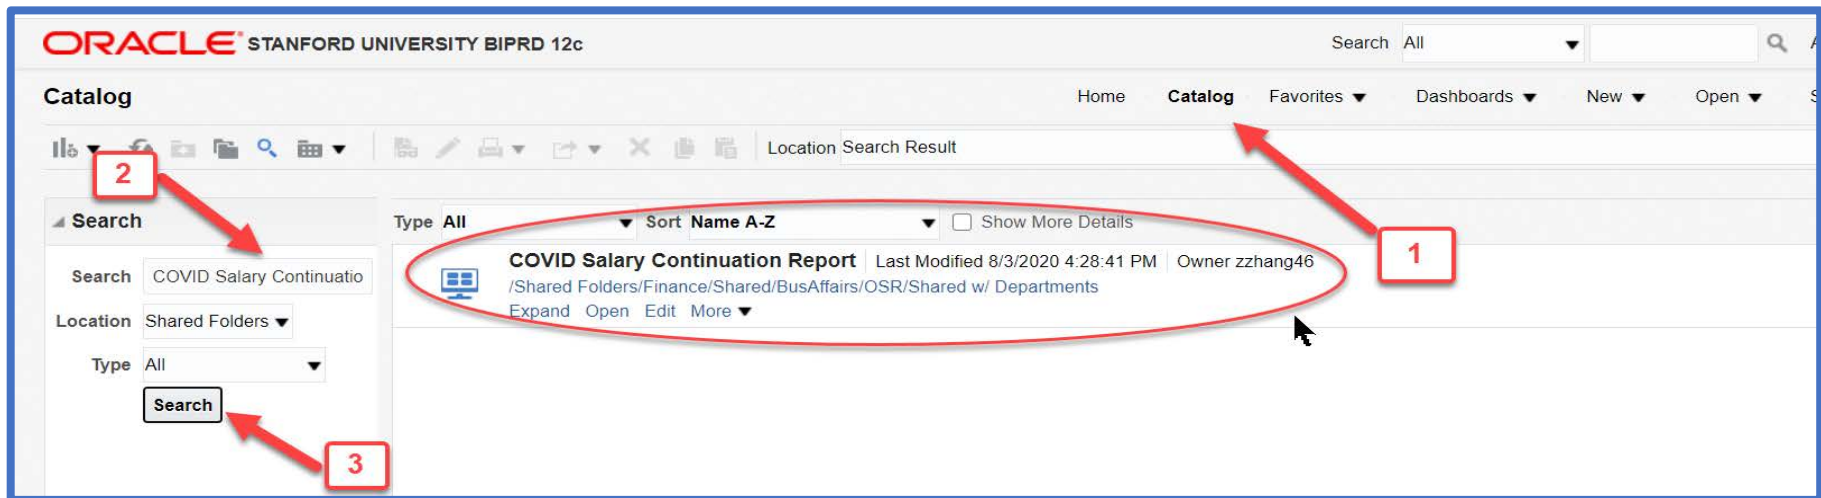 ORACLE STANFORD UNIVERSITY BIPRD 12c
Search All
Catalog
Home Catalog Favorites Dashboards New Open
Location Search Result
2
Search
Type All Sort Name A-Z Show More Details
1
COVID Salary Continuation Report Last Modified 8/3/2020 4:28:41 PM Owner zzhang46
Search COVID Salary Continuatio
/Shared Folders/Finance/Shared/BusAffairs/OSR/Shared w/ Departments
Expand Open Edit More
Location Shared Folders
Type All
Search
3